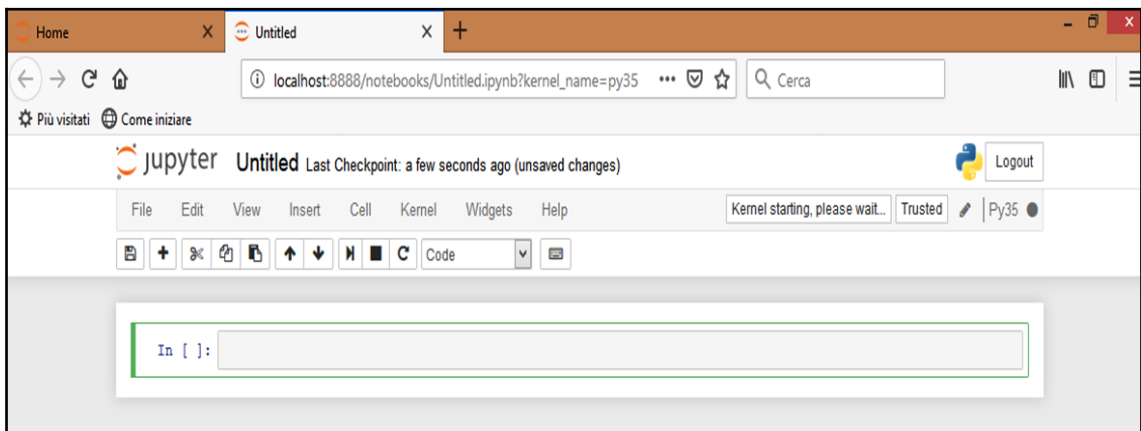 Home Untitled
localhost:8888/notebooks/Untitled.ipynb?kernel_name=py35 Cerca
Più visitati Come iniziare
jupyter Untitled Last Checkpoint: a few seconds ago (unsaved changes) Logout
File Edit View Insert Cell Kernel Widgets Help Kernel starting, please wait... Trusted Py35
Code
In [ ]: